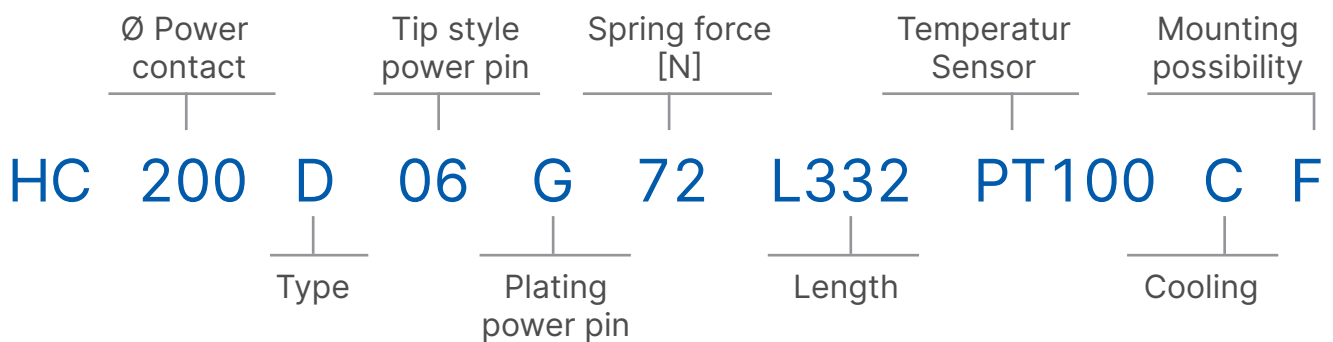 Ø Power
contact
Tip style
power pin
Spring force
[N]
Temperatur
Sensor
Mounting
possibility
HC 200 D 06 G 72 L332 PT100 C F
Type
Plating
power pin
Length
Cooling